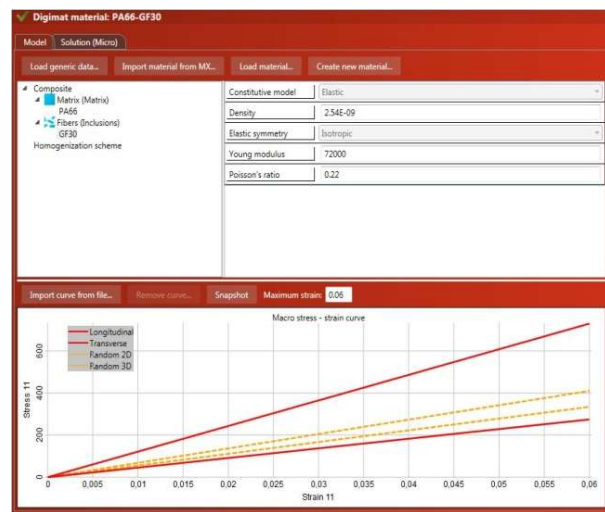 Digimat material: PA66-GF30
Model Solution (Micro)
Load generic data... Import material from MX... Load material... Create new material...
Composite
Matrix (Matrix)
PA66
Fibers (Inclusions)
GF30
Homogenization scheme
Constitutive model Elastic
Density 2.54E-09
Elastic symmetry Isotropic
Young modulus 72000
Poisson's ratio 0.22
Import curve from file... Remove curve... Snapshot Maximum strain: 0.06
Macro stress - strain curve
Longitudinal
Transverse
Random 2D
Random 3D
Stress 11
600
400
200
0
0 0,005 0,01 0,015 0,02 0,025 0,03 0,035 0,04 0,045 0,05 0,055 0,06
Strain 11